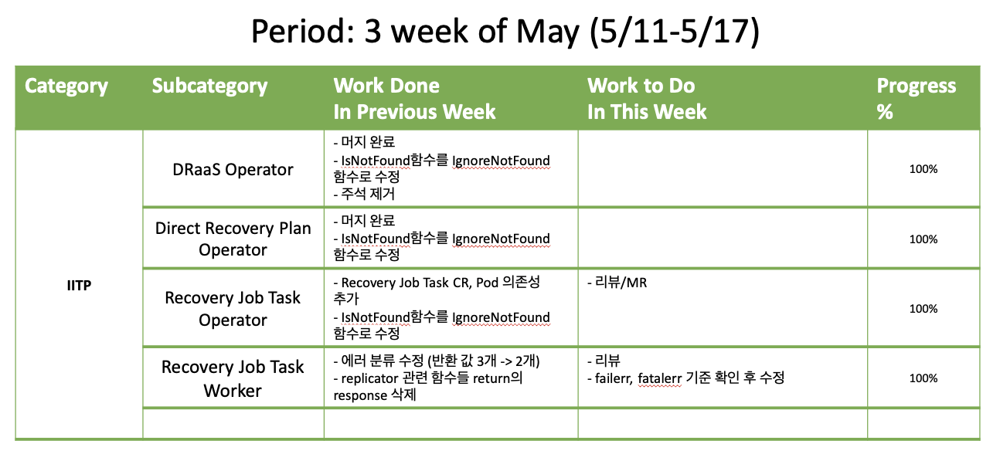 Period: 3 week of May (5/11-5/17)
Category
Subcategory
Work Done
In Previous Week
Work to Do
In This Week
Progress
%
IITP
DRaaS Operator
- 머지 완료
- IsNotFound함수를 IgnoreNotFound
함수로 수정
- 주석 제거
100%
Direct Recovery Plan
Operator
- 머지 완료
- IsNotFound함수를 IgnoreNotFound
함수로 수정
100%
Recovery Job Task
Operator
- Recovery Job Task CR, Pod 의존성
추가
- IsNotFound함수를 IgnoreNotFound
함수로 수정
- 리뷰/MR
100%
Recovery Job Task
Worker
- 에러 분류 수정 (반환 값 3개 -> 2개)
- replicator 관련 함수들 return의
response 삭제
- 리뷰
- failerr, fatalerr 기준 확인 후 수정
100%